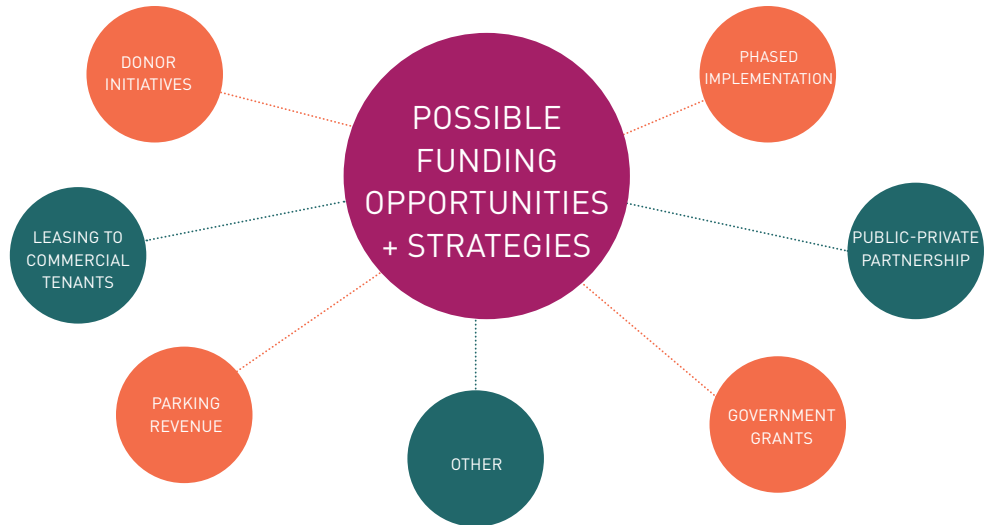 DONOR
INITIATIVES
PHASED
IMPLEMENTATION
POSSIBLE
FUNDING
OPPORTUNITIES
+ STRATEGIES
LEASING TO
COMMERCIAL
TENANTS
PUBLIC-PRIVATE
PARTNERSHIP
PARKING
REVENUE
OTHER
GOVERNMENT
GRANTS